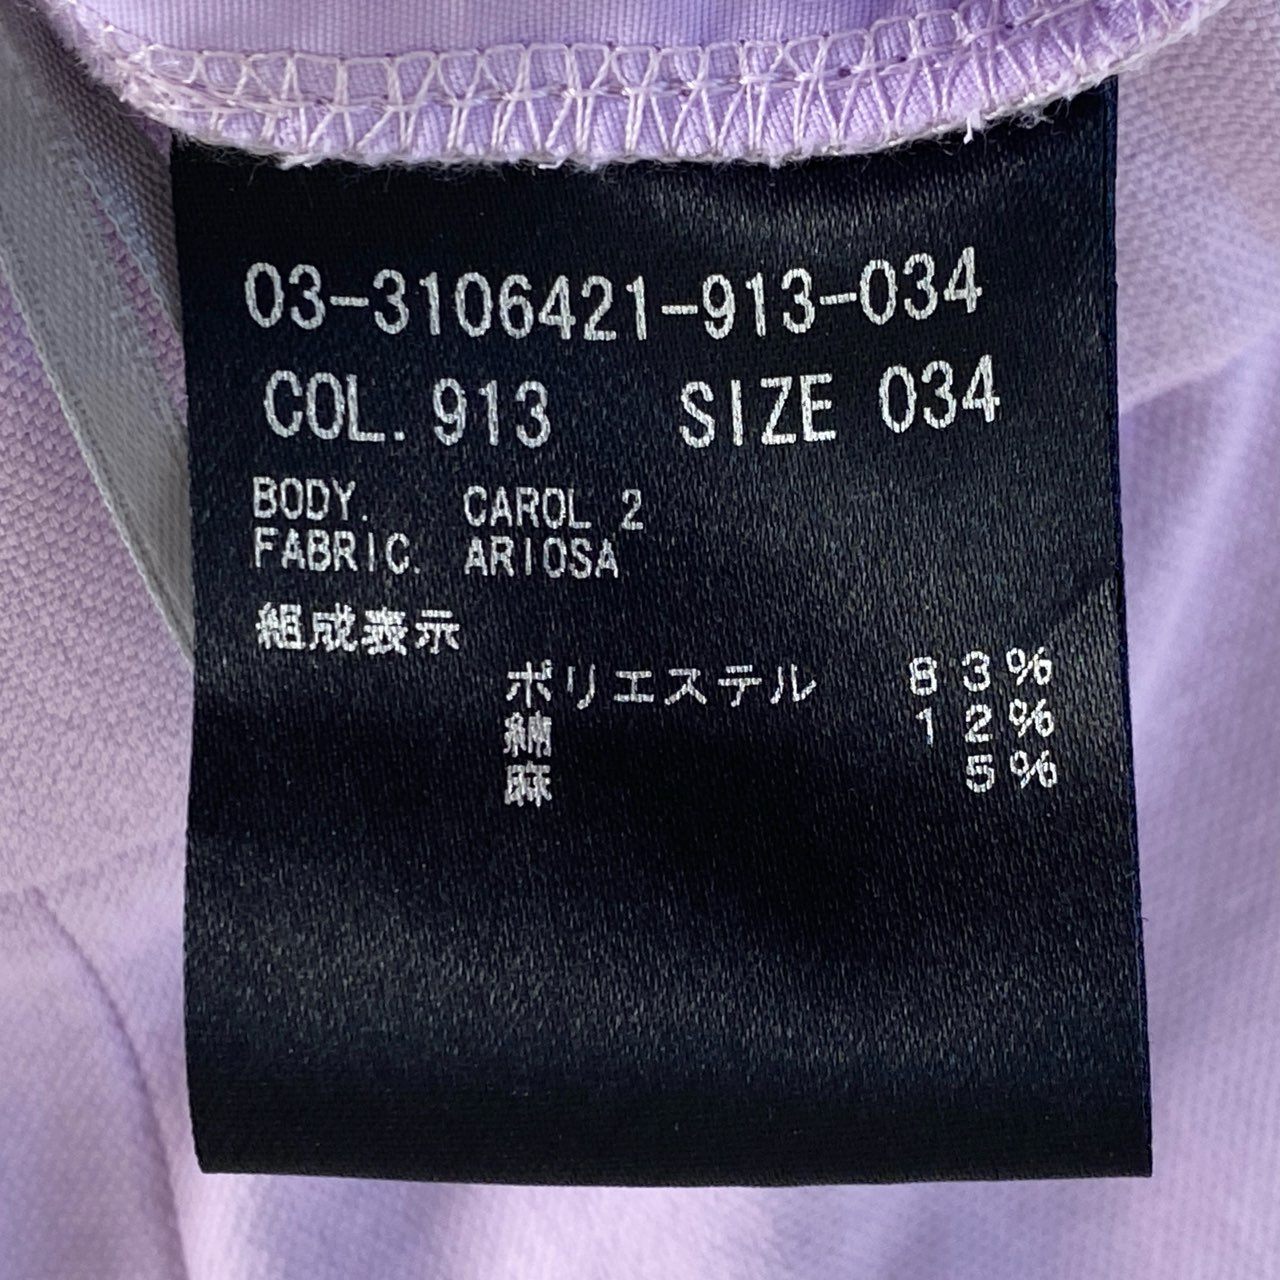 03-3106421-913-034
COL. 913 SIZE 034
BODY. CAROL 2
FABRIC. ARIOSA
組成表示
ポリエステル 83%
綿 12%
麻 5%